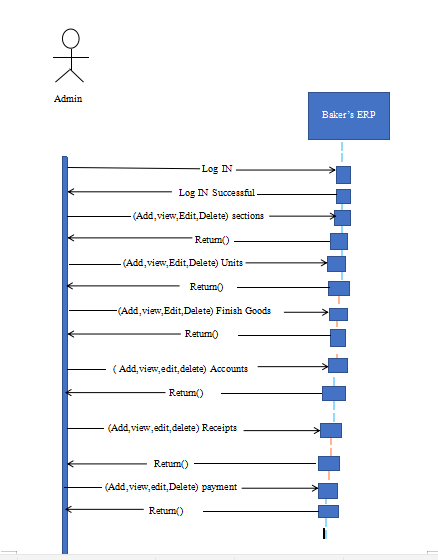 Admin
Baker's ERP
Log IN
Log IN Successful
(Add,view,Edit,Delete) sections
Return()
(Add,view,Edit,Delete) Units
Return()
(Add,view,Edit,Delete) Finish Goods
Return()
( Add,view,edit,delete) Accounts
Return()
(Add,view,edit,delete) Receipts
Return()
(Add,view,edit,Delete) payment
Return()